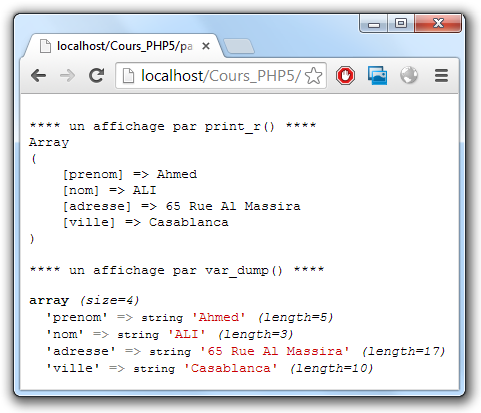 localhost/Cours_PHP5/pa
localhost/Cours_PHP5/
**** un affichage par print_r() ****
Array
(
    [prenom] => Ahmed
    [nom] => ALI
    [adresse] => 65 Rue Al Massira
    [ville] => Casablanca
)
**** un affichage par var_dump() ****
array (size=4)
  'prenom' => string 'Ahmed' (length=5)
  'nom' => string 'ALI' (length=3)
  'adresse' => string '65 Rue Al Massira' (length=17)
  'ville' => string 'Casablanca' (length=10)